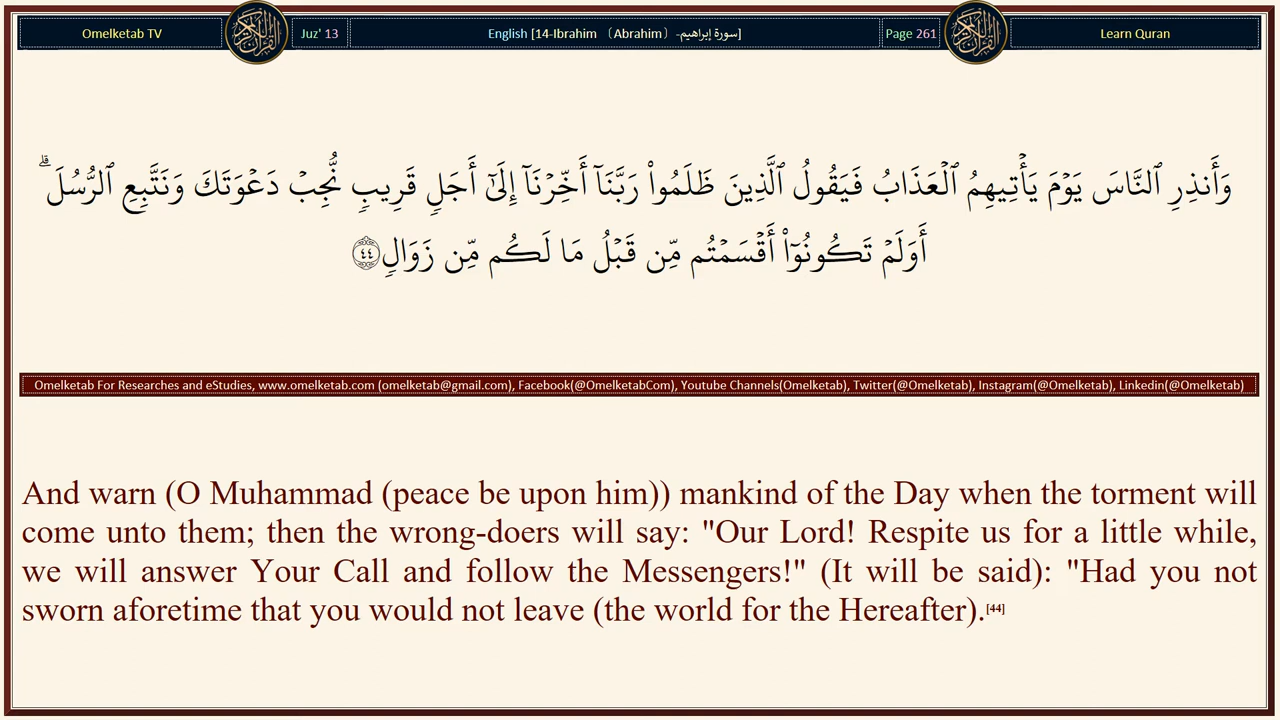 Omelketab TV
Juz' 13
English [14-Ibrahim （Abrahim）-سورة إبراهيم]
Page 261
Learn Quran
وَأَنذِرِ ٱلنَّاسَ يَوۡمَ يَأۡتِيهِمُ ٱلۡعَذَابُ فَيَقُولُ ٱلَّذِينَ ظَلَمُواْ رَبَّنَآ أَخِّرۡنَآ إِلَىٰٓ أَجَلٖ قَرِيبٖ نُّجِبۡ دَعۡوَتَكَ وَنَتَّبِعِ ٱلرُّسُلَۗ
أَوَلَمۡ تَكُونُوٓاْ أَقۡسَمۡتُم مِّن قَبۡلُ مَا لَكُم مِّن زَوَالٖ ٤٤
Omelketab For Researches and eStudies, www.omelketab.com (omelketab@gmail.com), Facebook(@OmelketabCom), Youtube Channels(Omelketab), Twitter(@Omelketab), Instagram(@Omelketab), Linkedin(@Omelketab)
And warn (O Muhammad (peace be upon him)) mankind of the Day when the torment will
come unto them; then the wrong-doers will say: "Our Lord! Respite us for a little while,
we will answer Your Call and follow the Messengers!" (It will be said): "Had you not
sworn aforetime that you would not leave (the world for the Hereafter).[44]